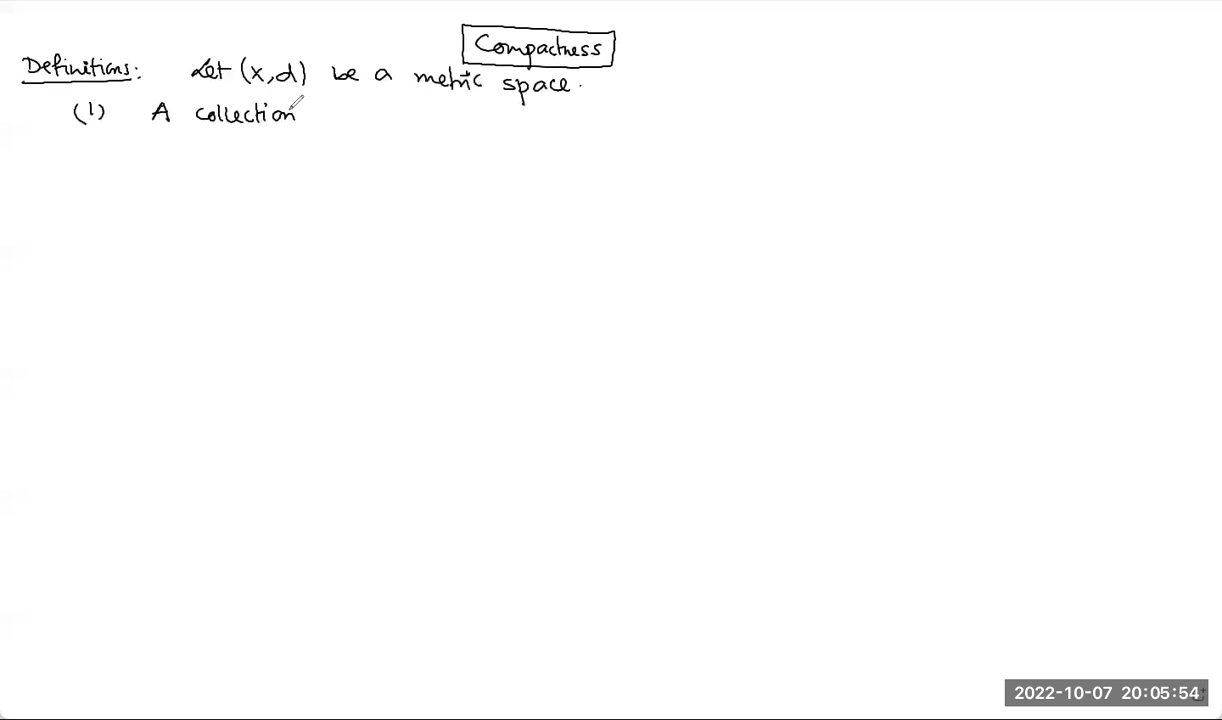 Compactness
Definitions: Let (X,d) be a metric space.
(1) A collection
2022-10-07 20:05:54